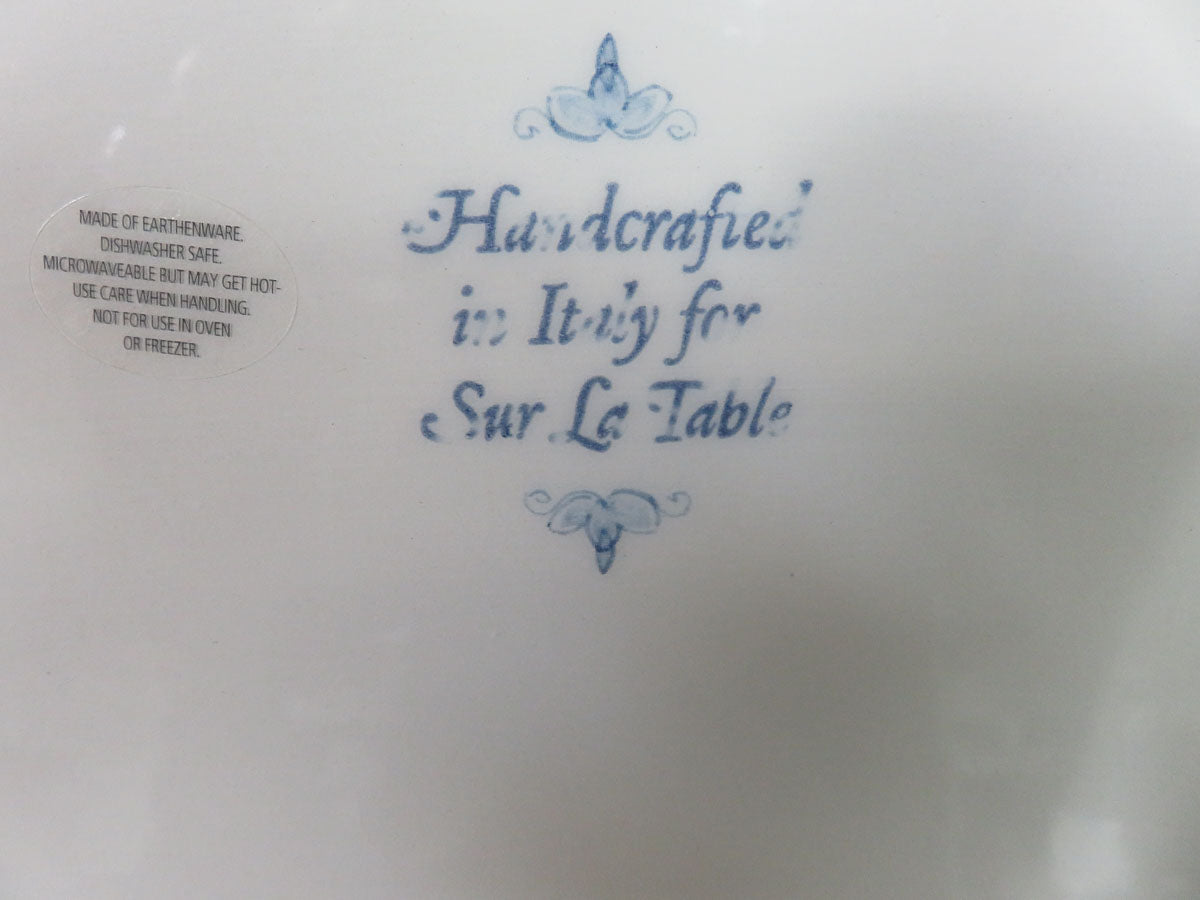 MADE OF EARTHENWARE.
DISHWASHER SAFE.
MICROWAVEABLE BUT MAY GET HOT-
USE CARE WHEN HANDLING.
NOT FOR USE IN OVEN
OR FREEZER.
Handcrafted
in Italy for
Sur La Table